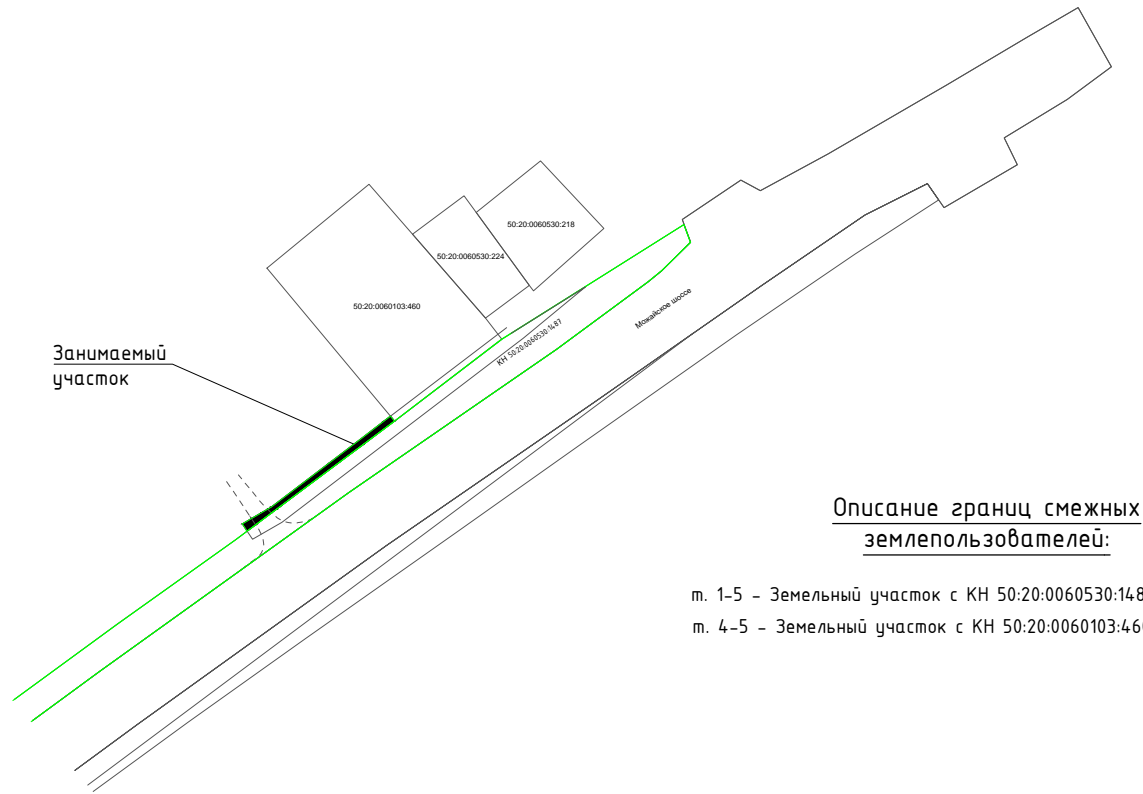 50:20:0060530:218
50:20:0060530:224
50:20:0060103:460
КН 50:20:0060530:1487
Можайское шоссе
Занимаемый
участок
Описание границ смежных
землепользователей:
т. 1-5 - Земельный участок с КН 50:20:0060530:148
т. 4-5 - Земельный участок с КН 50:20:0060103:46